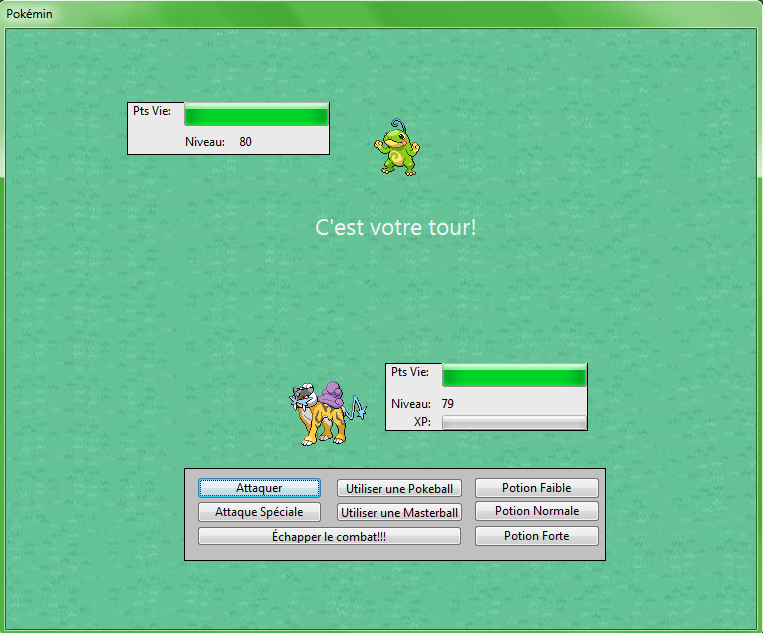 Pokémin
Pts Vie:
Niveau: 80
C'est votre tour!
Pts Vie:
Niveau: 79
XP:
Attaquer
Utiliser une Pokeball
Potion Faible
Attaque Spéciale
Utiliser une Masterball
Potion Normale
Échapper le combat!!!
Potion Forte